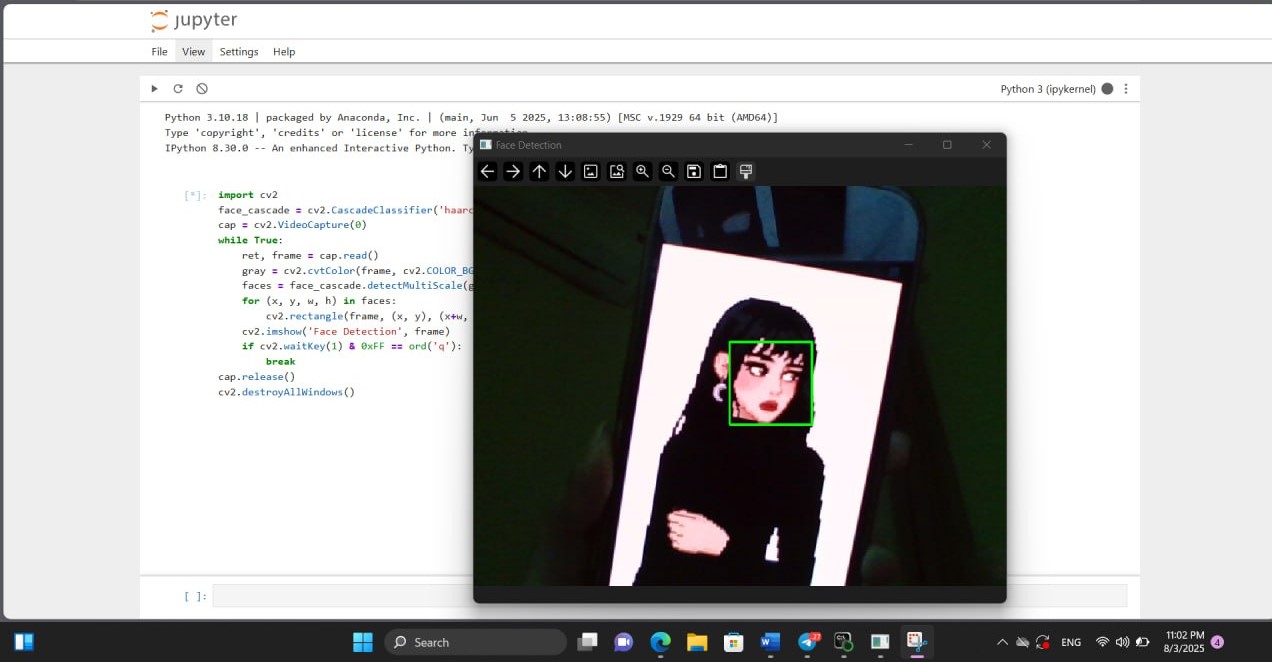 jupyter
File View Settings Help
Python 3 (ipykernel)
Python 3.10.18 | packaged by Anaconda, Inc. | (main, Jun  5 2025, 13:08:55) [MSC v.1929 64 bit (AMD64)]
Type 'copyright', 'credits' or 'license' for more information
IPython 8.30.0 -- An enhanced Interactive Python. Ty
Face Detection
[*]: import cv2
face_cascade = cv2.CascadeClassifier('haarc
cap = cv2.VideoCapture(0)
while True:
    ret, frame = cap.read()
    gray = cv2.cvtColor(frame, cv2.COLOR_BG
    faces = face_cascade.detectMultiScale(g
    for (x, y, w, h) in faces:
        cv2.rectangle(frame, (x, y), (x+w,
    cv2.imshow('Face Detection', frame)
    if cv2.waitKey(1) & 0xFF == ord('q'):
        break
cap.release()
cv2.destroyAllWindows()
[ ]:
Search
27
ENG
11:02 PM
8/3/2025
4